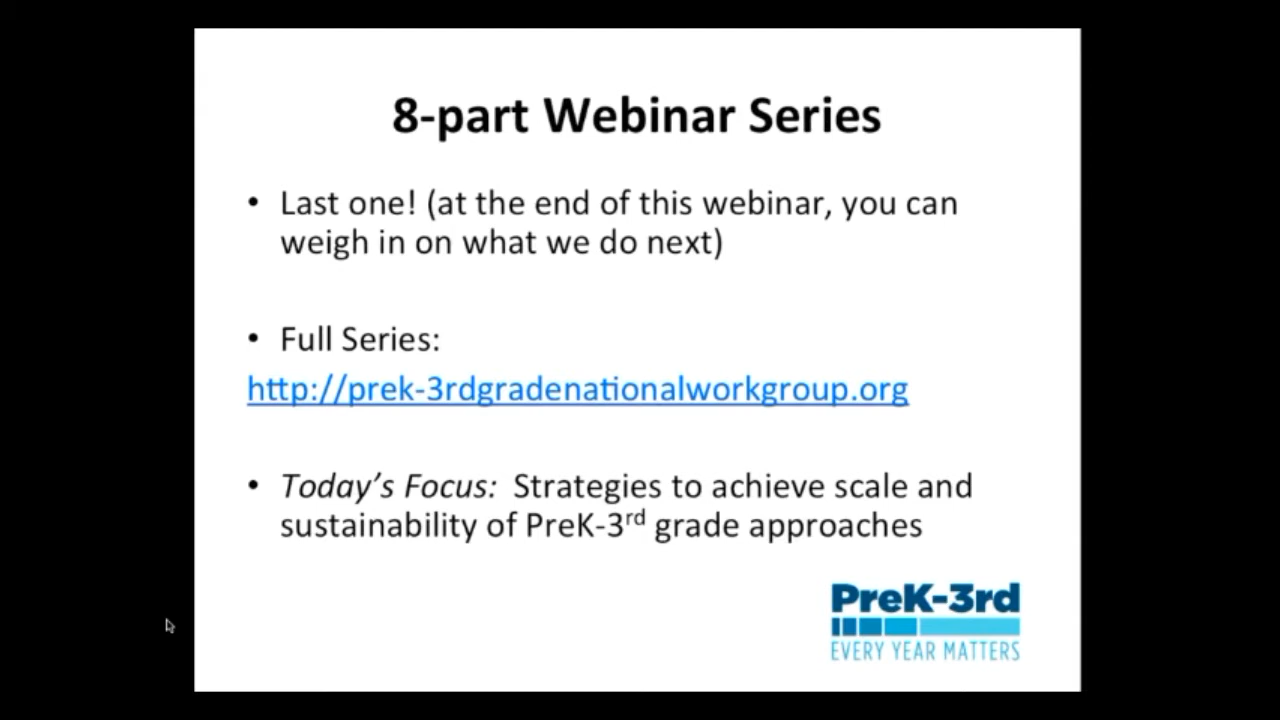 8-part Webinar Series
• Last one! (at the end of this webinar, you can
weigh in on what we do next)
• Full Series:
http://prek-3rdgradenationalworkgroup.org
• Today's Focus: Strategies to achieve scale and
sustainability of PreK-3rd grade approaches
PreK-3rd
EVERY YEAR MATTERS